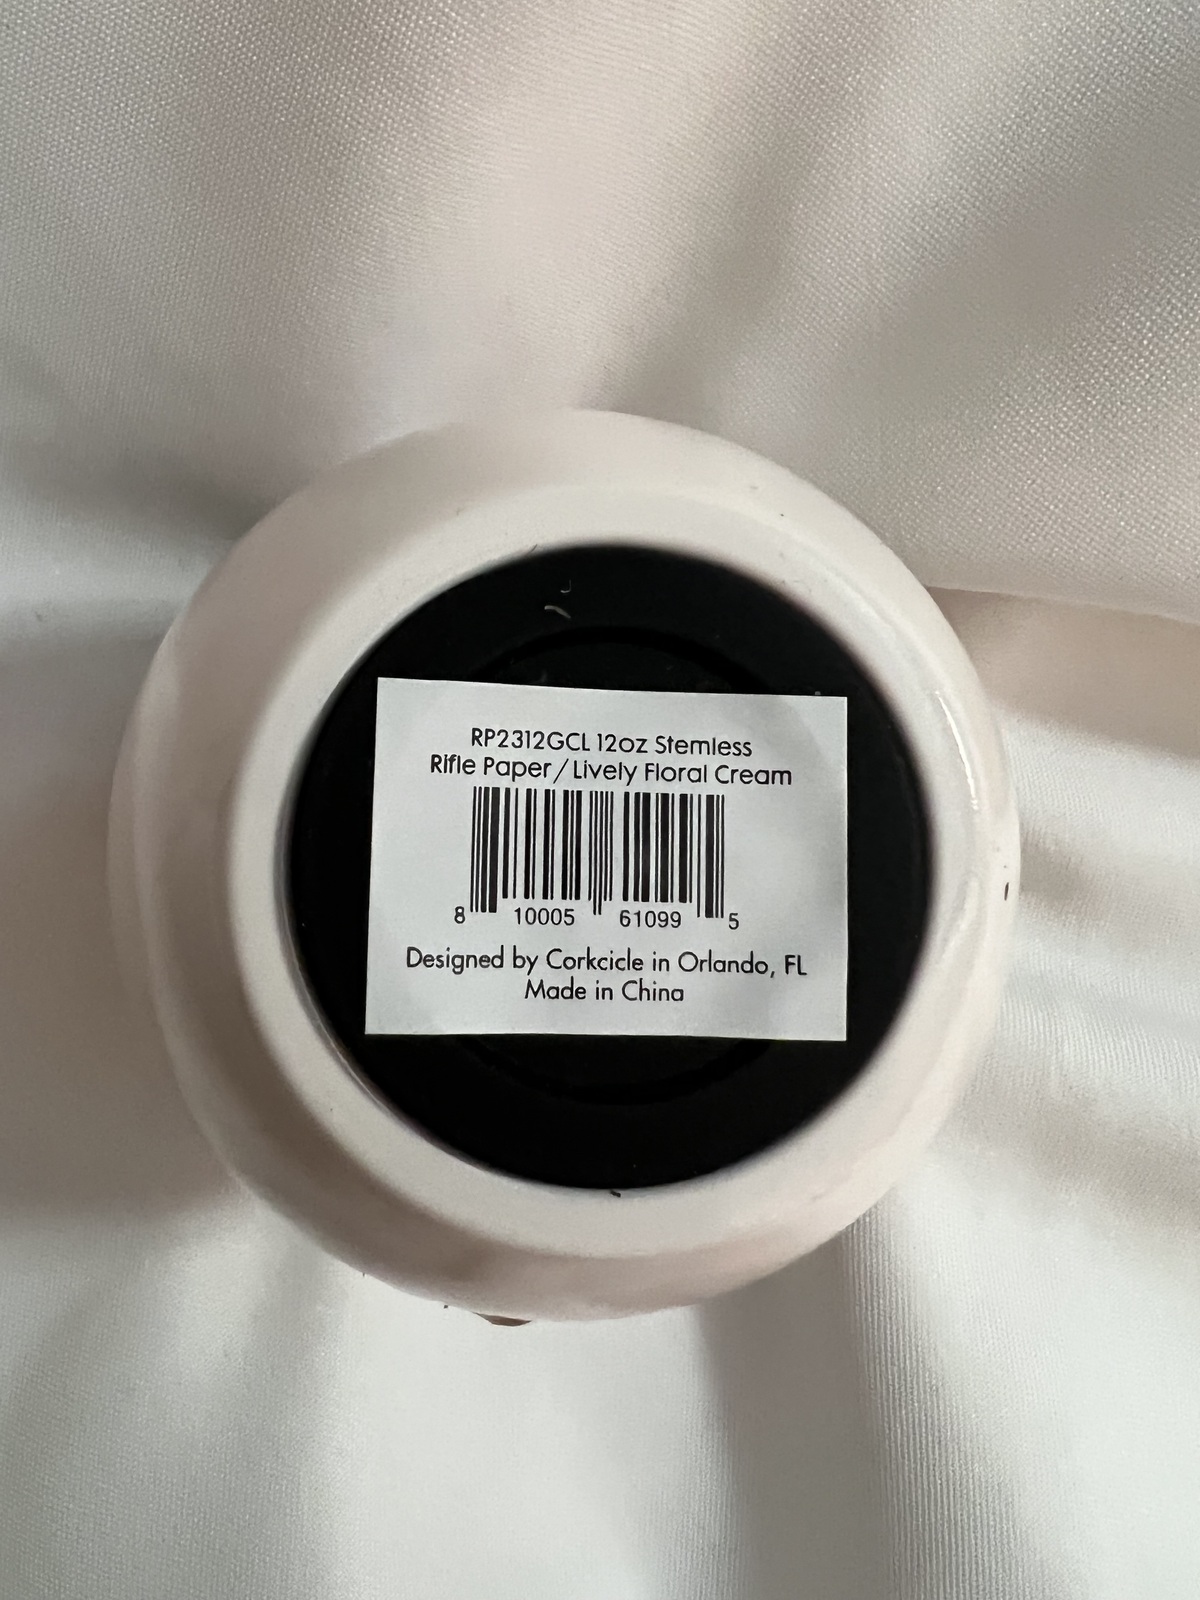 RP2312GCL 12oz Stemless
Rifle Paper / Lively Floral Cream
8 10005 61099 5
Designed by Corkcicle in Orlando, FL
Made in China